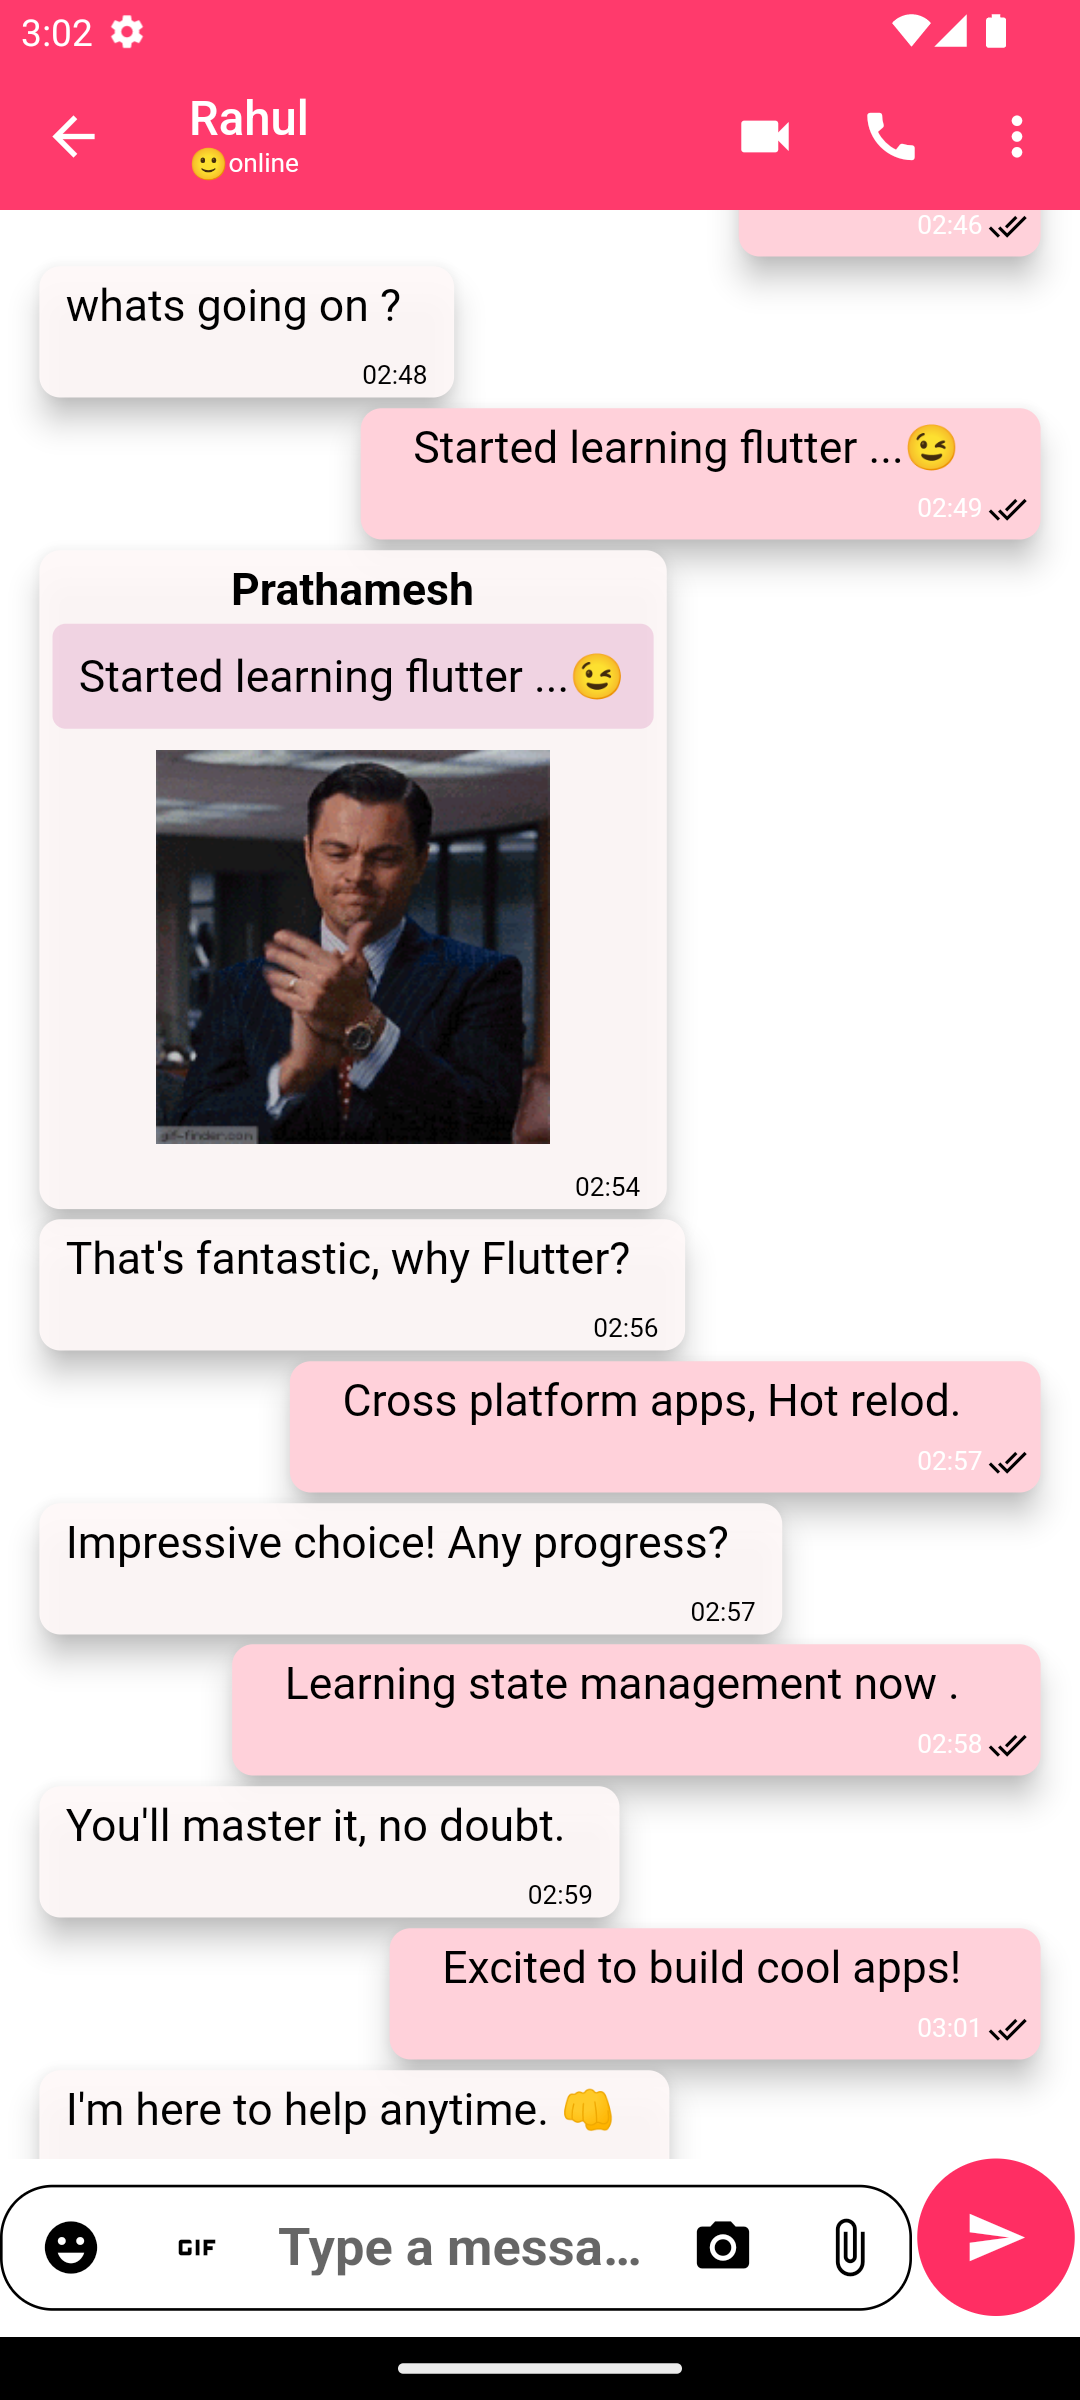 3:02
Rahul
🙂online
02:46
whats going on ?
02:48
Started learning flutter ...😉
02:49
Prathamesh
Started learning flutter ...😉
gif-finder.com
02:54
That's fantastic, why Flutter?
02:56
Cross platform apps, Hot relod.
02:57
Impressive choice! Any progress?
02:57
Learning state management now .
02:58
You'll master it, no doubt.
02:59
Excited to build cool apps!
03:01
I'm here to help anytime. 👊
GIF Type a messa...